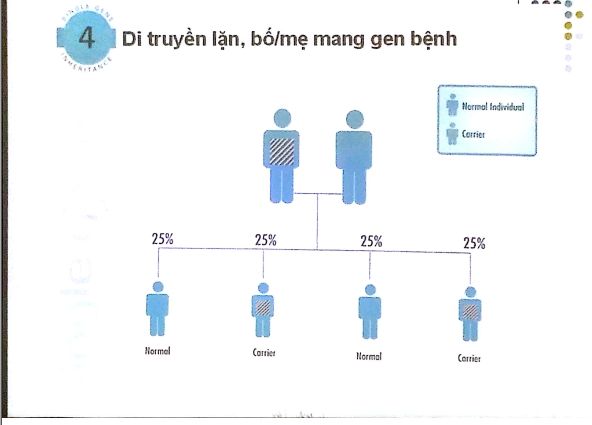 SINGLE GENE
4
INHERITANCE
Di truyền lặn, bố/mẹ mang gen bệnh
Normal Individual
Carrier
25%
25%
25%
25%
Normal
Carrier
Normal
Carrier